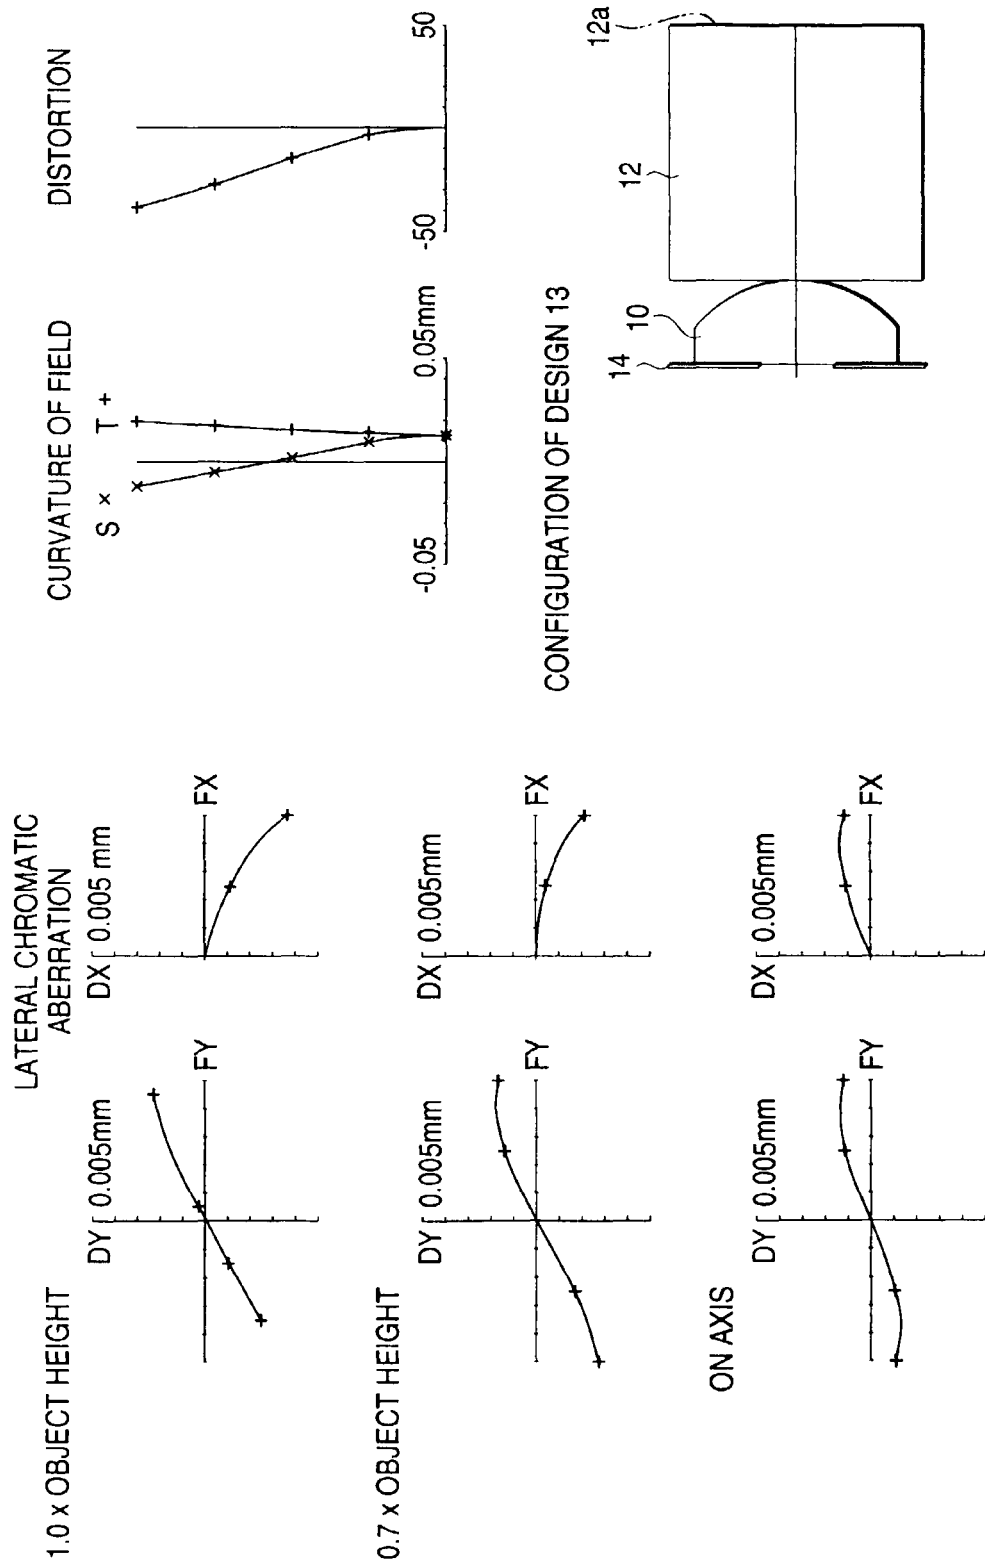 LATERAL CHROMATIC
ABERRATION
1.0 x OBJECT HEIGHT
DY 0.005mm
FY
DX 0.005 mm
FX
0.7 x OBJECT HEIGHT
DY 0.005mm
FY
DX 0.005mm
FX
ON AXIS
DY 0.005mm
FY
DX 0.005mm
FX
CURVATURE OF FIELD
S × T +
-0.05 0.05mm
DISTORTION
-50 50
CONFIGURATION OF DESIGN 13
14
10
12
12a